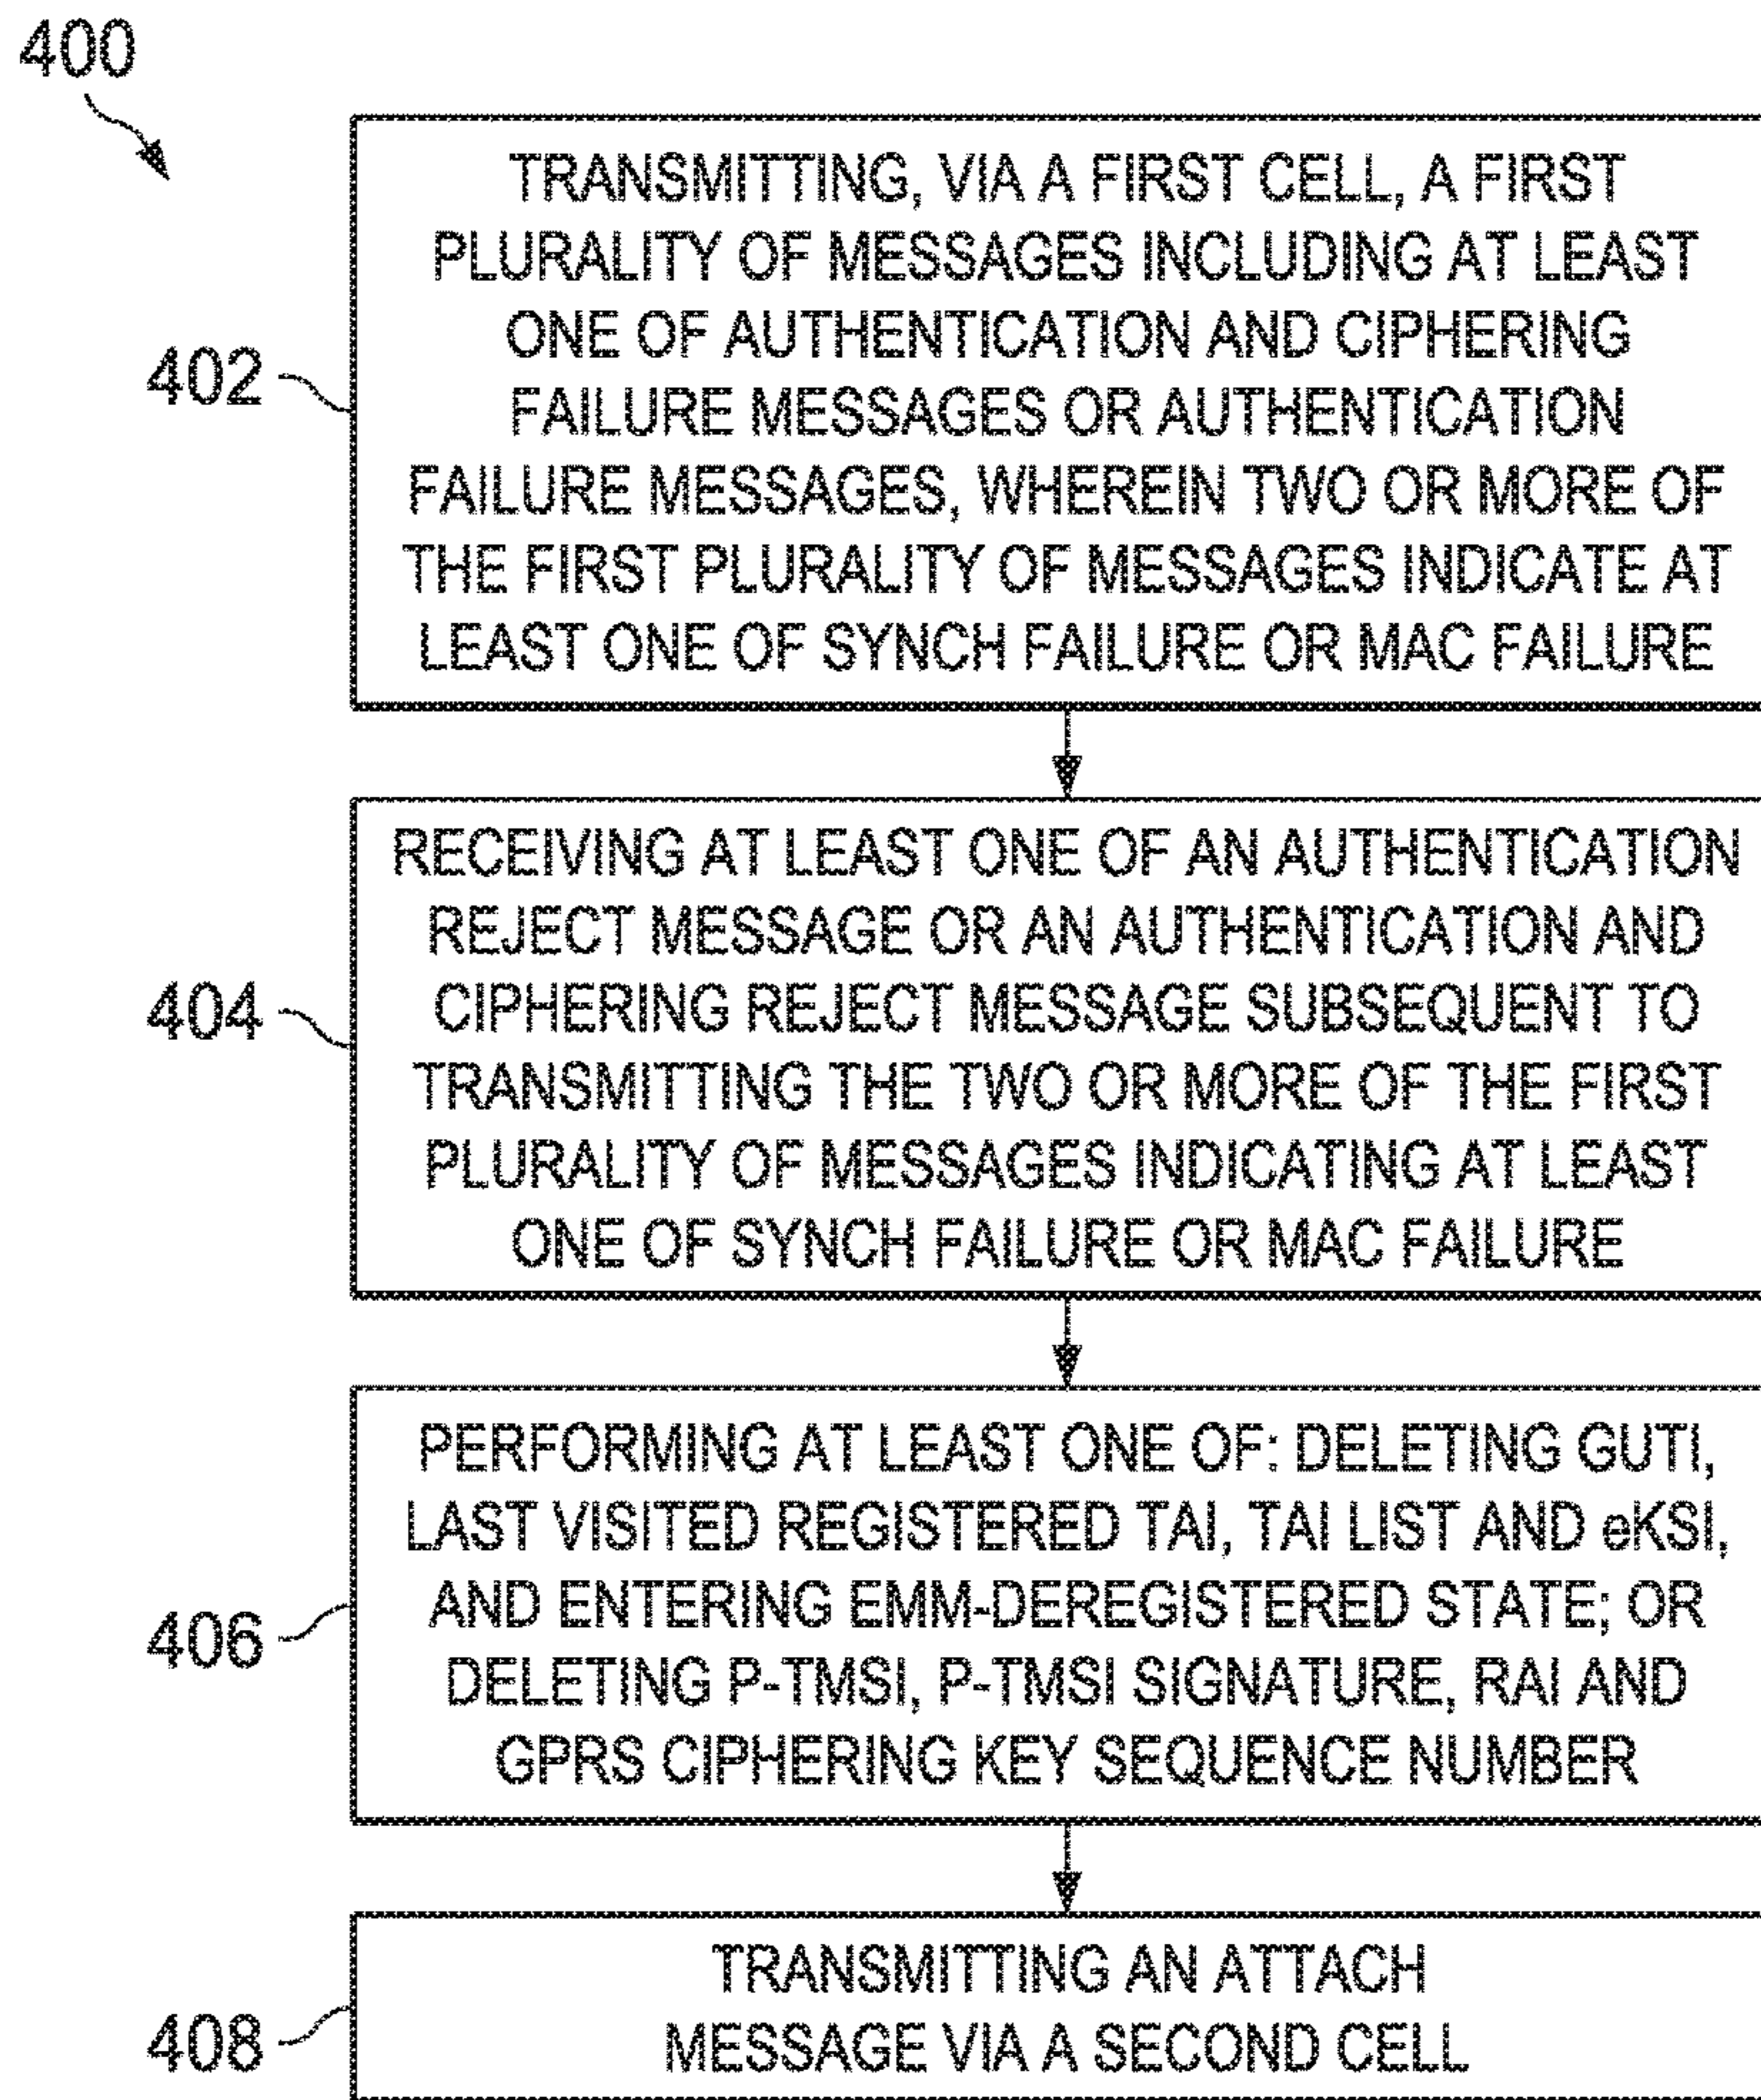 400
TRANSMITTING, VIA A FIRST CELL, A FIRST
PLURALITY OF MESSAGES INCLUDING AT LEAST
ONE OF AUTHENTICATION AND CIPHERING
402
FAILURE MESSAGES OR AUTHENTICATION
FAILURE MESSAGES, WHEREIN TWO OR MORE OF
THE FIRST PLURALITY OF MESSAGES INDICATE AT
LEAST ONE OF SYNCH FAILURE OR MAC FAILURE
RECEIVING AT LEAST ONE OF AN AUTHENTICATION
REJECT MESSAGE OR AN AUTHENTICATION AND
404
CIPHERING REJECT MESSAGE SUBSEQUENT TO
TRANSMITTING THE TWO OR MORE OF THE FIRST
PLURALITY OF MESSAGES INDICATING AT LEAST
ONE OF SYNCH FAILURE OR MAC FAILURE
PERFORMING AT LEAST ONE OF: DELETING GUTI,
LAST VISITED REGISTERED TAI, TAI LIST AND eKSI,
AND ENTERING EMM-DEREGISTERED STATE; OR
406
DELETING P-TMSI, P-TMSI SIGNATURE, RAI AND
GPRS CIPHERING KEY SEQUENCE NUMBER
TRANSMITTING AN ATTACH
408
MESSAGE VIA A SECOND CELL